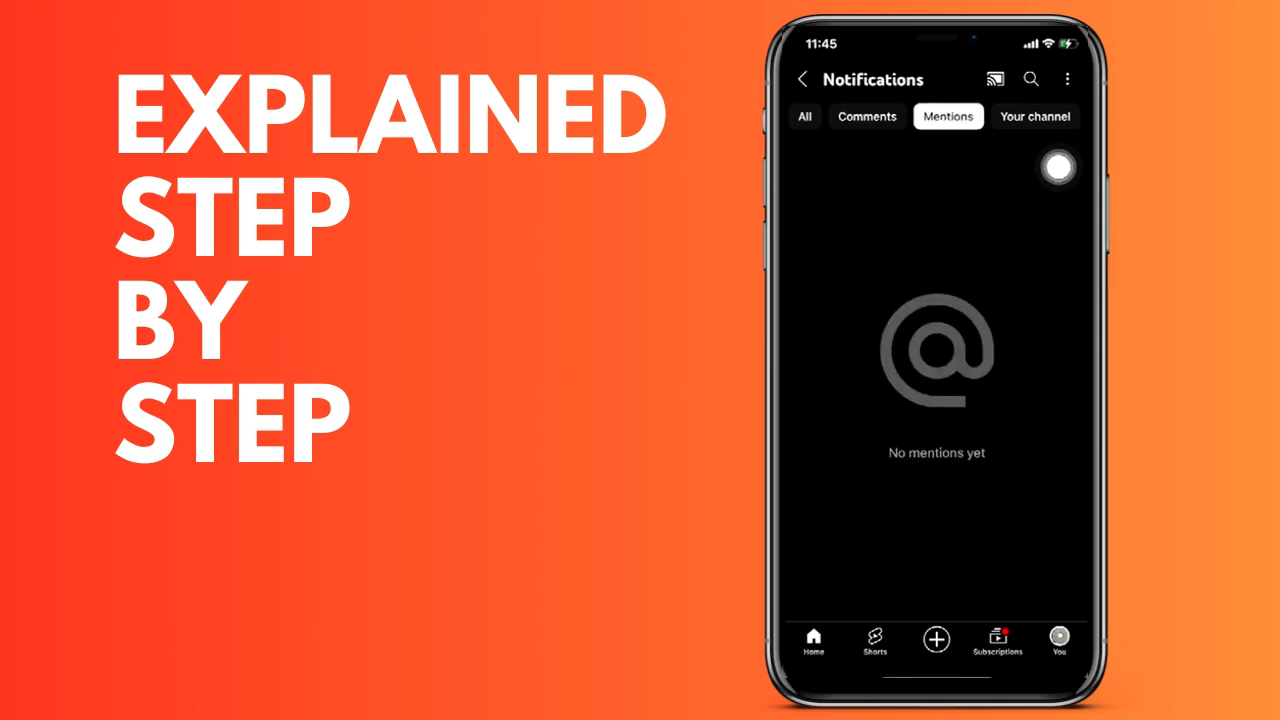 EXPLAINED
STEP
BY
STEP
11:45
Notifications
All Comments Mentions Your channel
@
No mentions yet
Home Shorts Subscriptions You